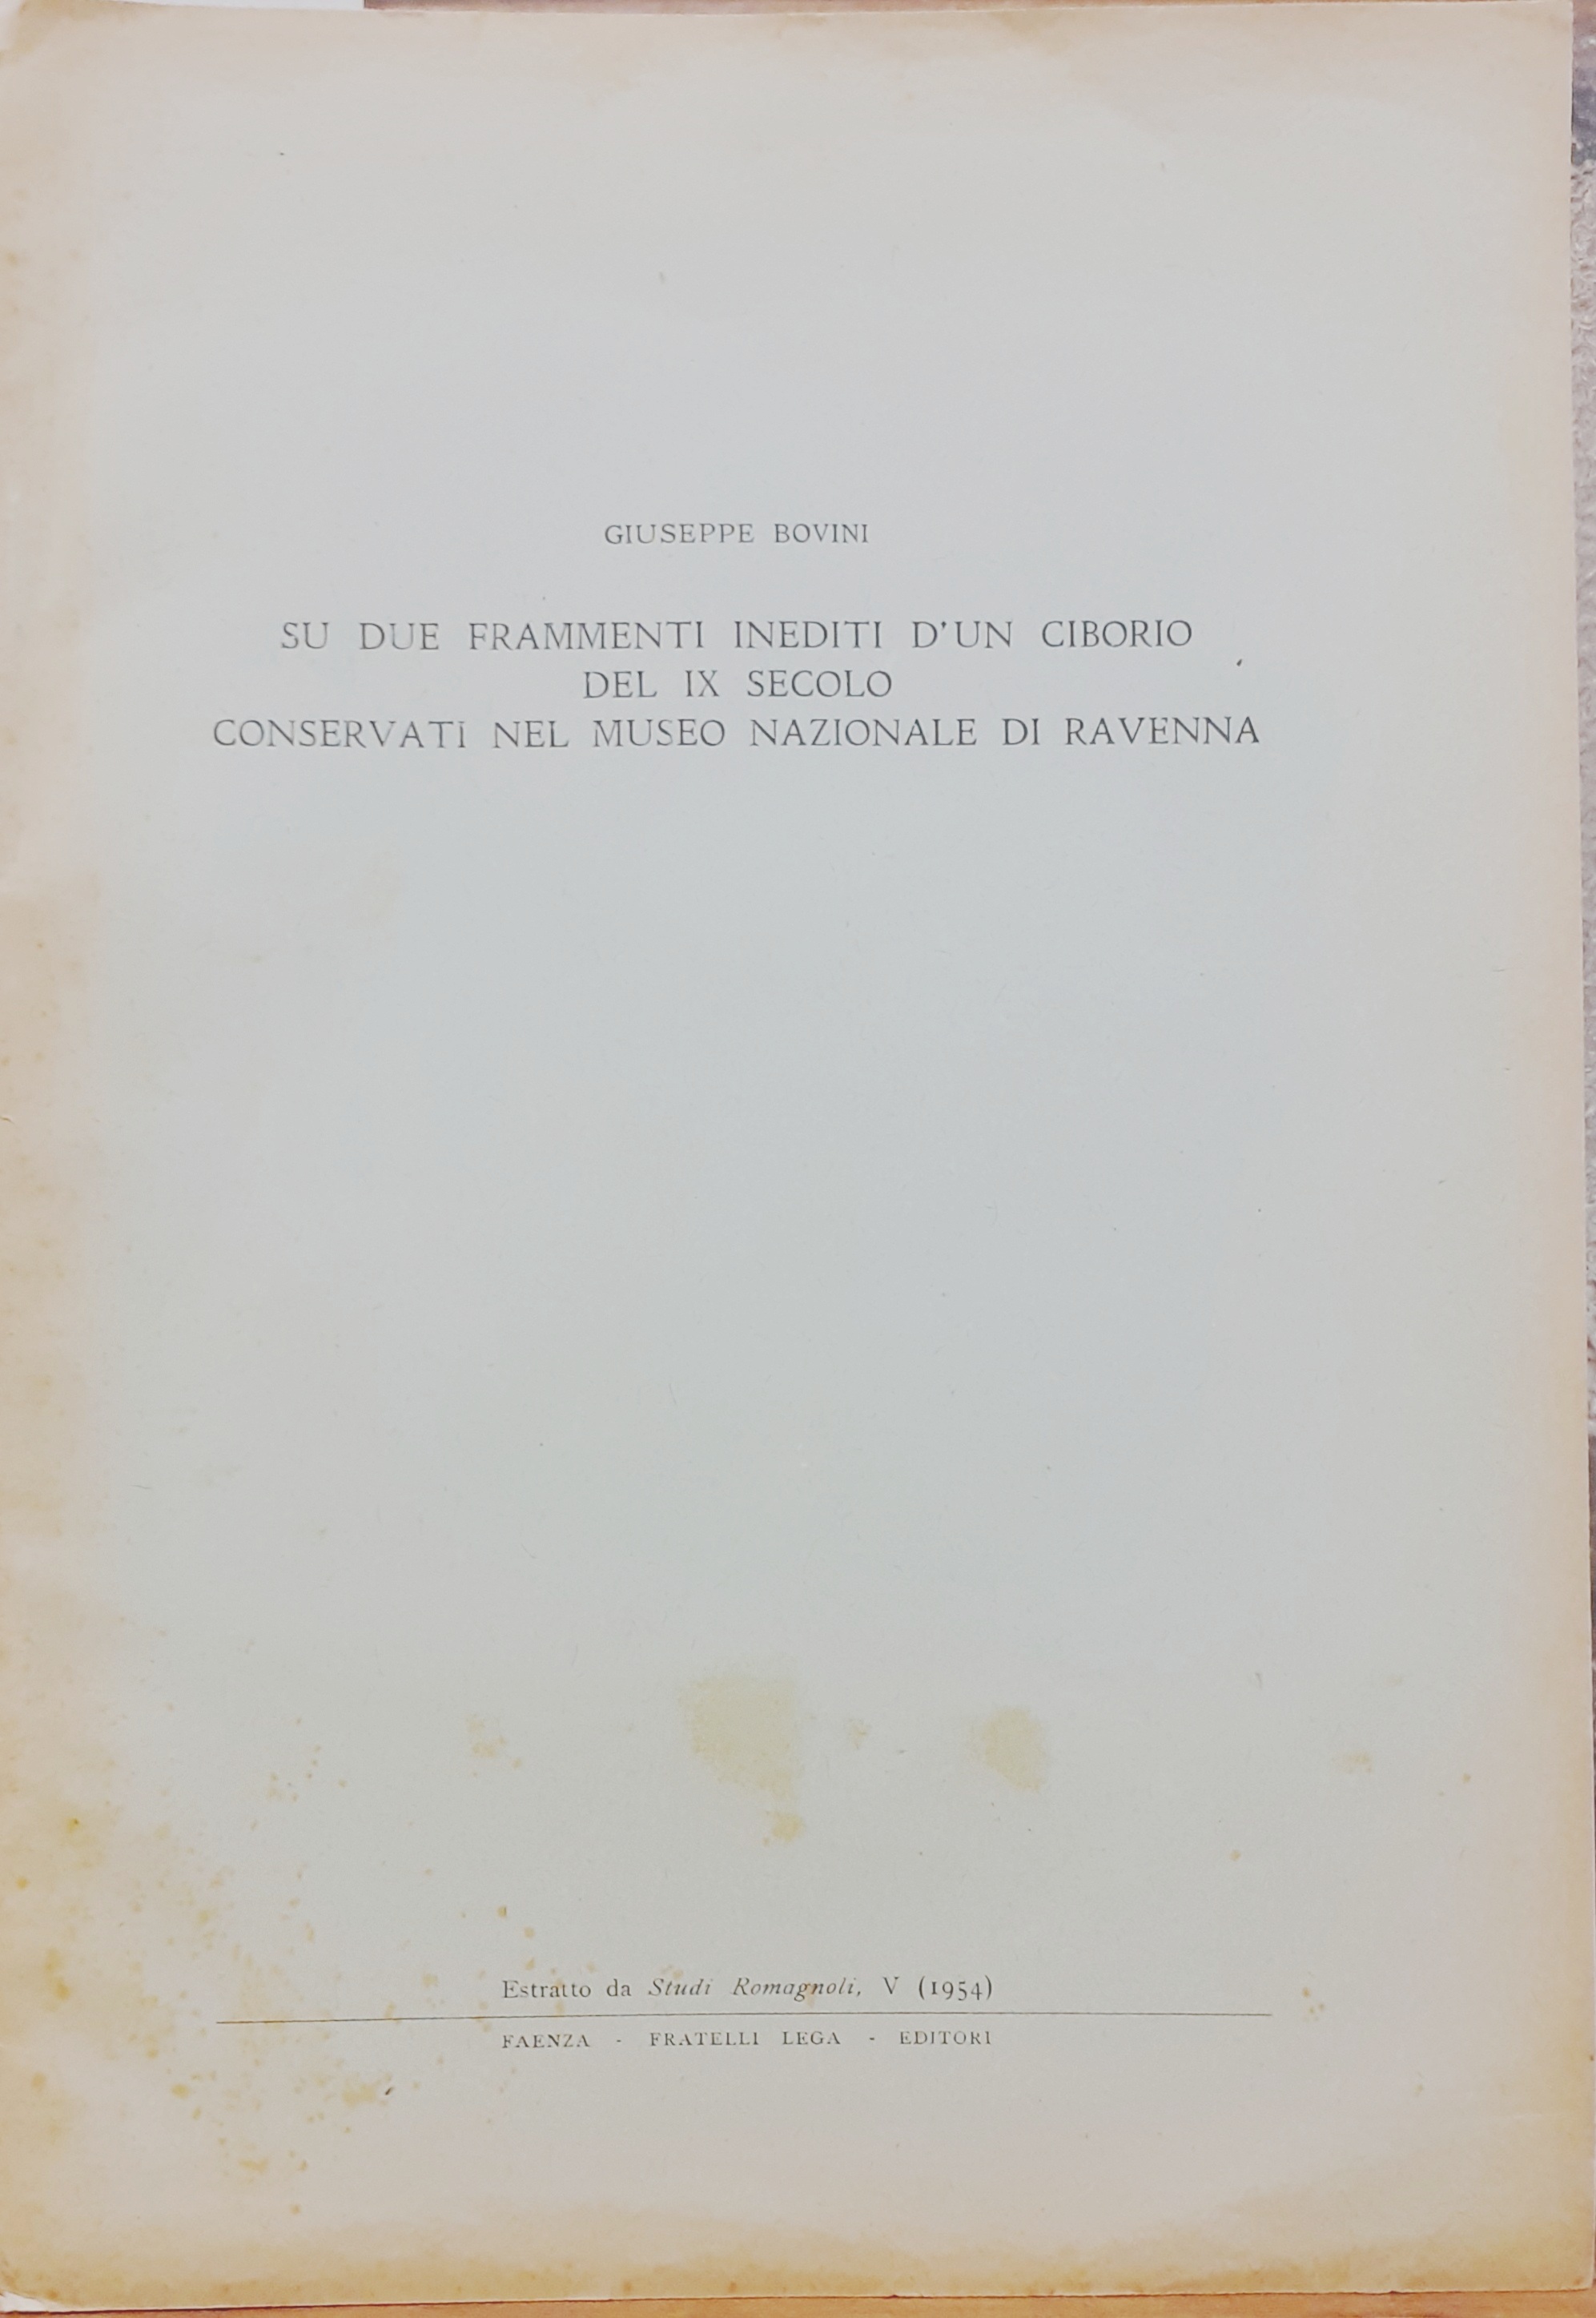 GIUSEPPE BOVINI
SU DUE FRAMMENTI INEDITI D'UN CIBORIO
DEL IX SECOLO
CONSERVATI NEL MUSEO NAZIONALE DI RAVENNA
Estratto da Studi Romagnoli, V (1954)
FAENZA - FRATELLI LEGA - EDITORI